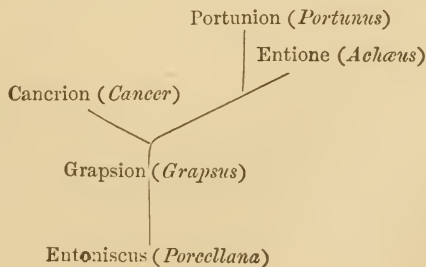 Portunion (Portunus)
Entione (Achæus)
Cancrion (Cancer)
Grapsion (Grapsus)
Entoniscus (Porcellana)